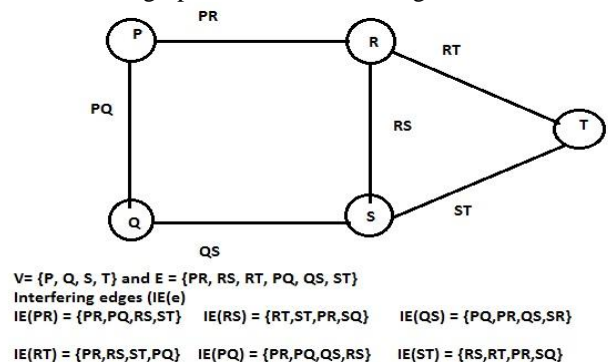 PR
P
R
RT
PQ
RS
T
Q
S
ST
QS
V= {P, Q, S, T} and E = {PR, RS, RT, PQ, QS, ST}
Interfering edges (IE(e)
IE(PR) = {PR,PQ,RS,ST} IE(RS) = {RT,ST,PR,SQ} IE(QS) = {PQ,PR,QS,SR}
IE(RT) = {PR,RS,ST,PQ} IE(PQ) = {PR,PQ,QS,RS} IE(ST) = {RS,RT,PR,SQ}